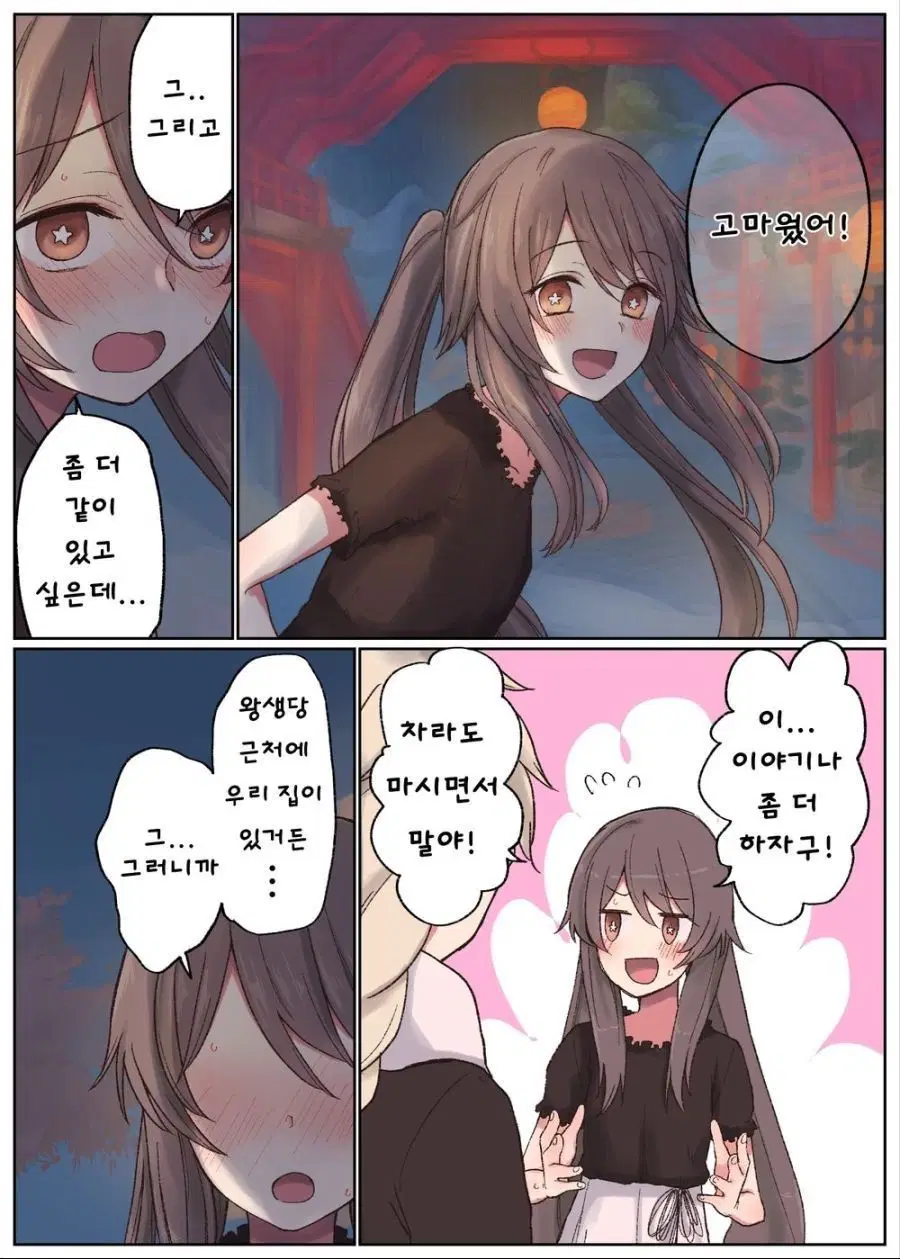 고마웠어!
그..
그리고
좀 더
같이
있고
싶은데...
이...
이야기나
좀 더
하자구!
차라도
마시면서
말야!
왕생당
근처에
우리 집이
있거든
...
그...
그러니까